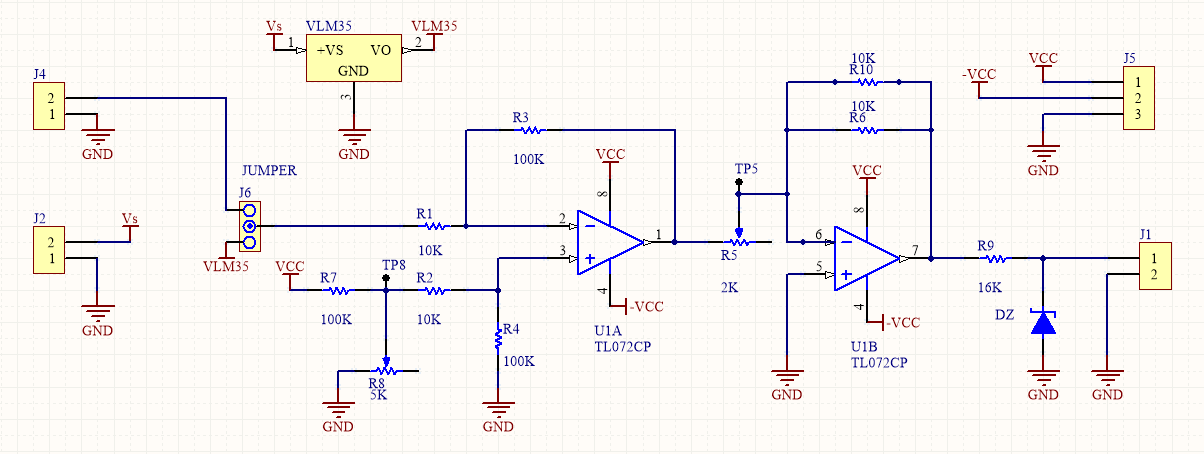 Vs
VLM35
VLM35
1
+VS
VO
2
GND
3
GND
J4
2
1
GND
J2
2
1
Vs
GND
JUMPER
J6
VLM35
R1
10K
R3
100K
VCC
R7
100K
TP8
R2
10K
R8
5K
GND
R4
100K
GND
VCC
8
2
3
1
4
-VCC
U1A
TL072CP
TP5
R5
2K
10K
R10
10K
R6
VCC
8
6
5
7
4
-VCC
U1B
TL072CP
GND
R9
16K
DZ
GND
J1
1
2
GND
-VCC
VCC
J5
1
2
3
GND